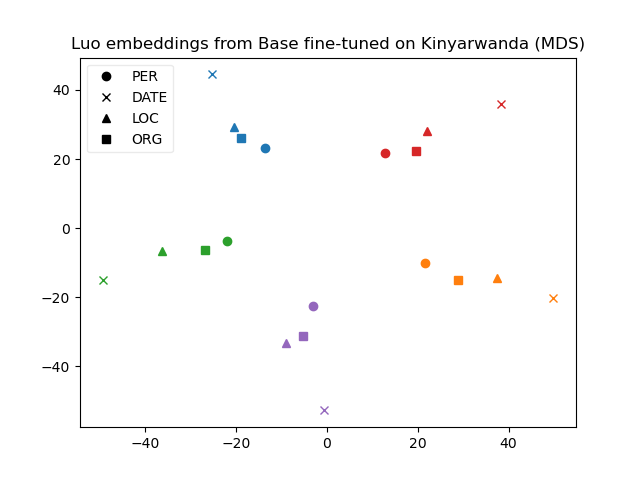 Luo embeddings from Base fine-tuned on Kinyarwanda (MDS)
PER
DATE
LOC
ORG
40
20
0
−20
−40
−40
−20
0
20
40